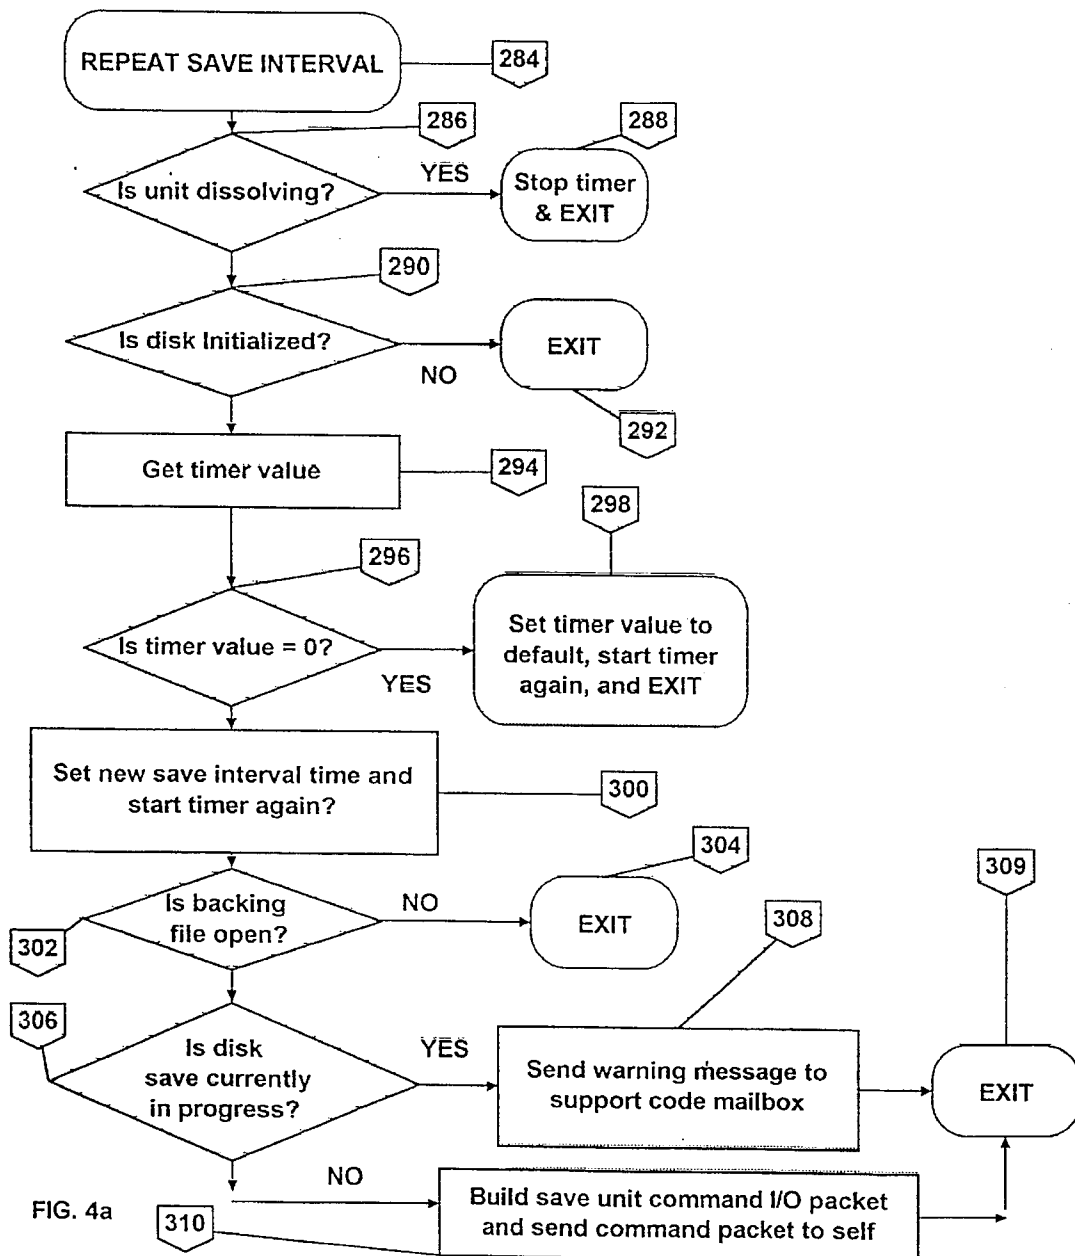 REPEAT SAVE INTERVAL
284
286
288
Is unit dissolving?
YES
Stop timer
& EXIT
290
Is disk Initialized?
NO
EXIT
292
Get timer value
294
298
296
Is timer value = 0?
YES
Set timer value to
default, start timer
again, and EXIT
Set new save interval time and
start timer again?
300
304
309
Is backing
file open?
NO
EXIT
302
308
306
Is disk
save currently
in progress?
YES
Send warning message to
support code mailbox
EXIT
NO
Build save unit command I/O packet
and send command packet to self
FIG. 4a
310